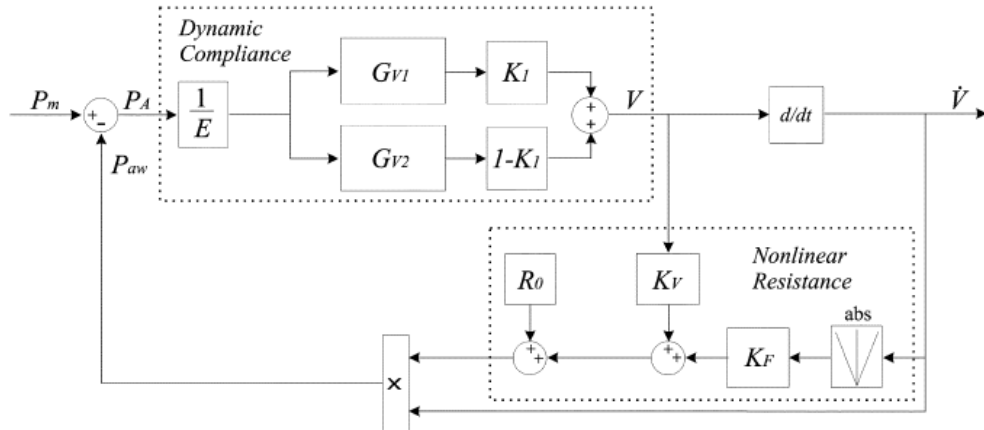 Dynamic
Compliance
Pm
+
-
PA
1
E
GV1
K1
+
+
V
d/dt
V̇
GV2
1-K1
Paw
Nonlinear
Resistance
R0
KV
abs
+
+
+
+
KF
×